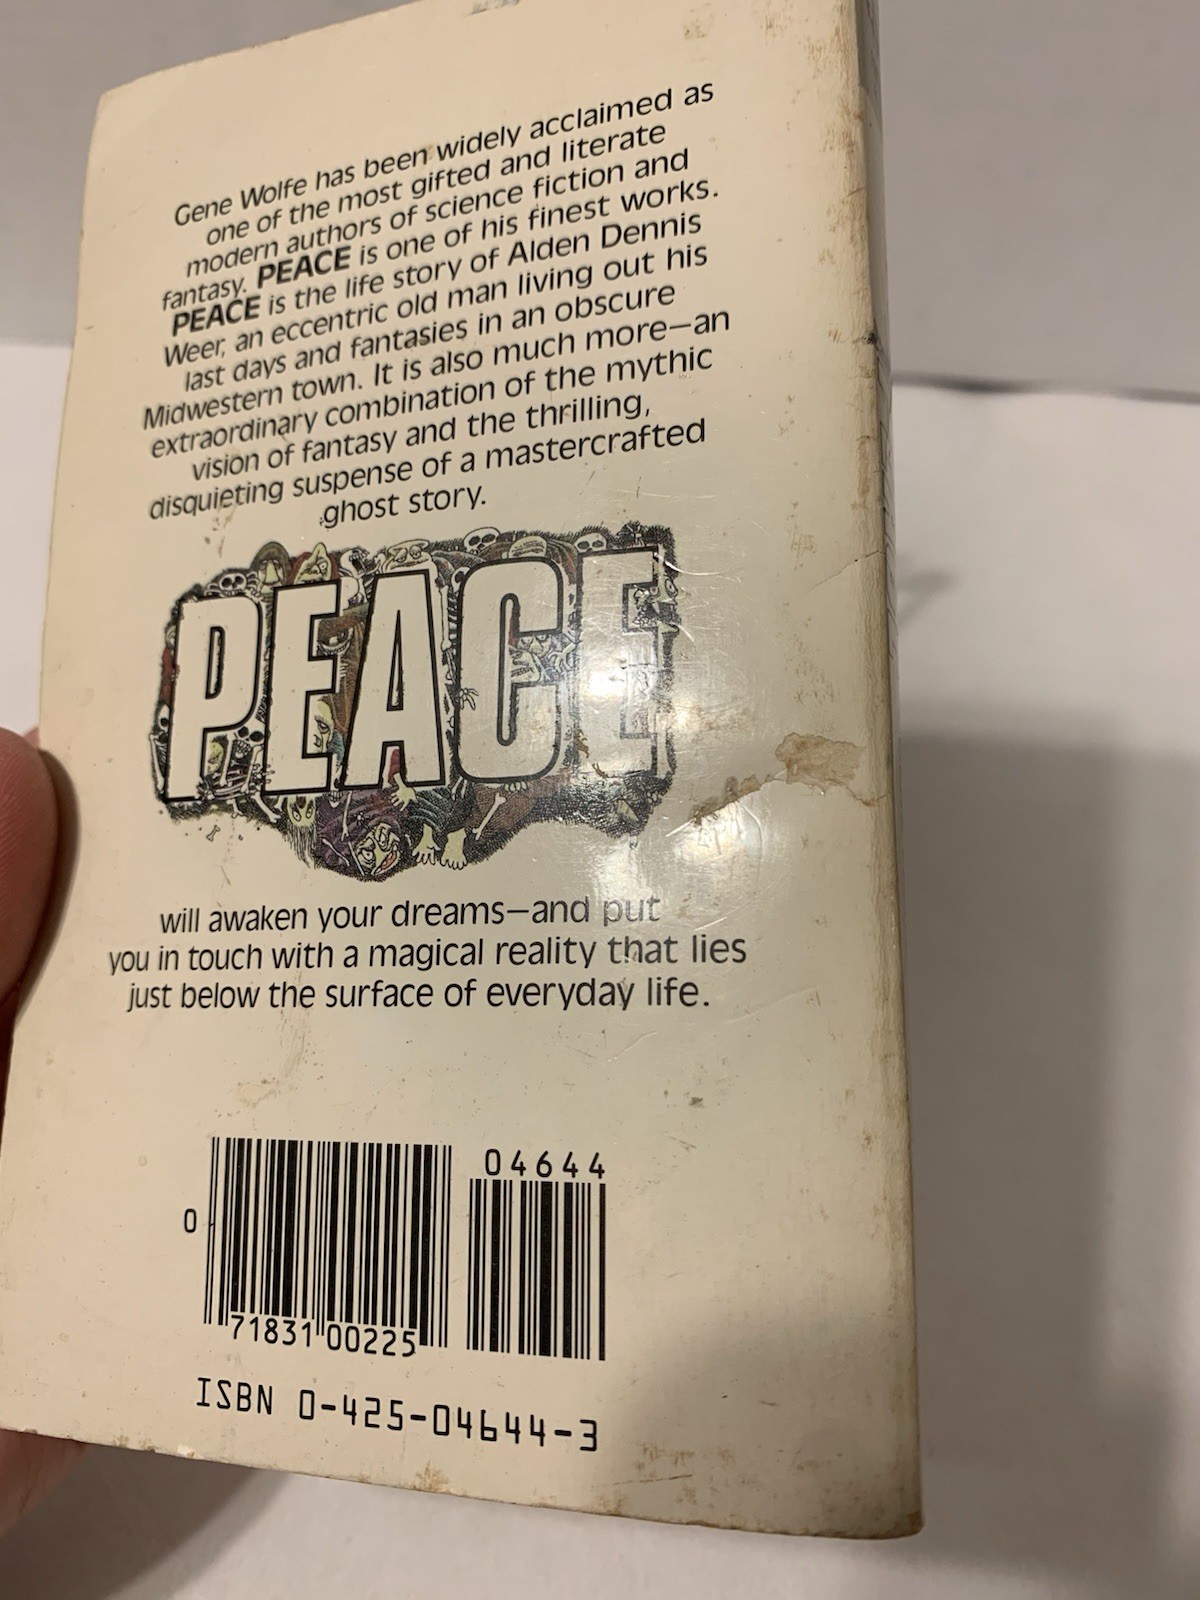 Gene Wolfe has been widely acclaimed as
one of the most gifted and literate
modern authors of science fiction and
fantasy. PEACE is one of his finest works.
PEACE is the life story of Alden Dennis
Weer, an eccentric old man living out his
last days and fantasies in an obscure
Midwestern town. It is also much more—an
extraordinary combination of the mythic
vision of fantasy and the thrilling,
disquieting suspense of a mastercrafted
ghost story.
PEACE
will awaken your dreams—and put
you in touch with a magical reality that lies
just below the surface of everyday life.
04644
0 71831 00225
ISBN 0-425-04644-3